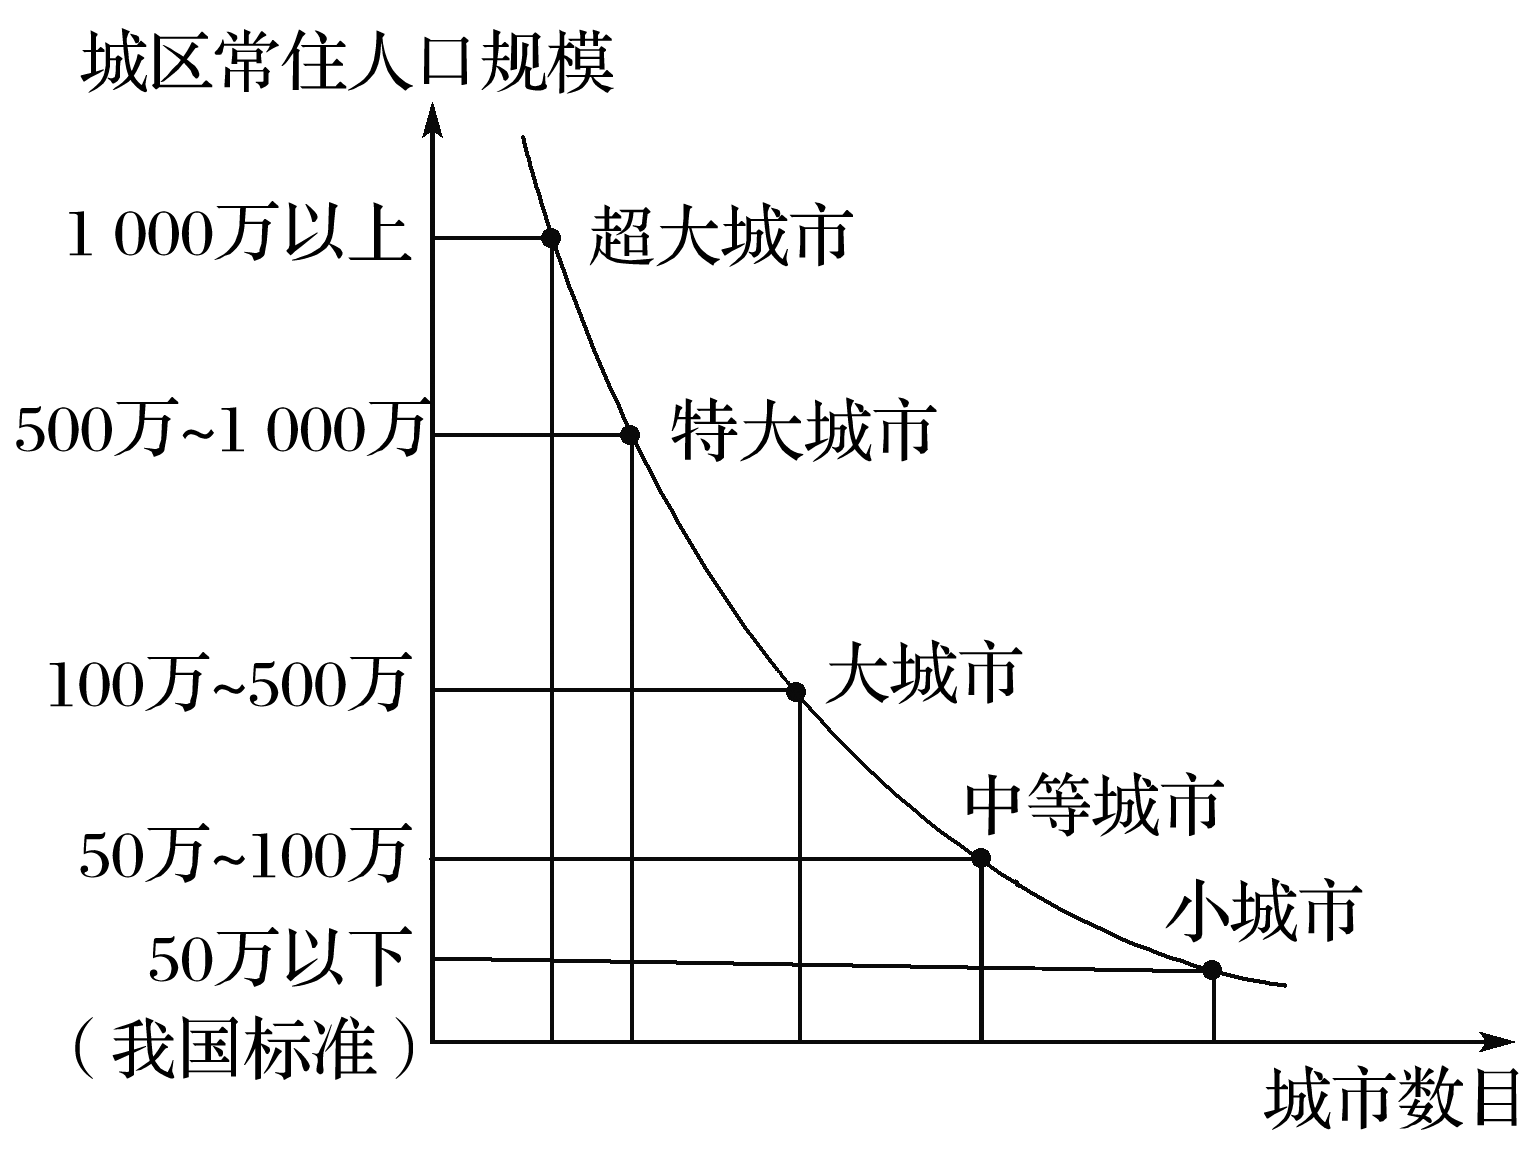 城区常住人口规模
1 000万以上
超大城市
500万~1 000万
特大城市
100万~500万
大城市
50万~100万
中等城市
小城市
50万以下
（我国标准）
城市数目